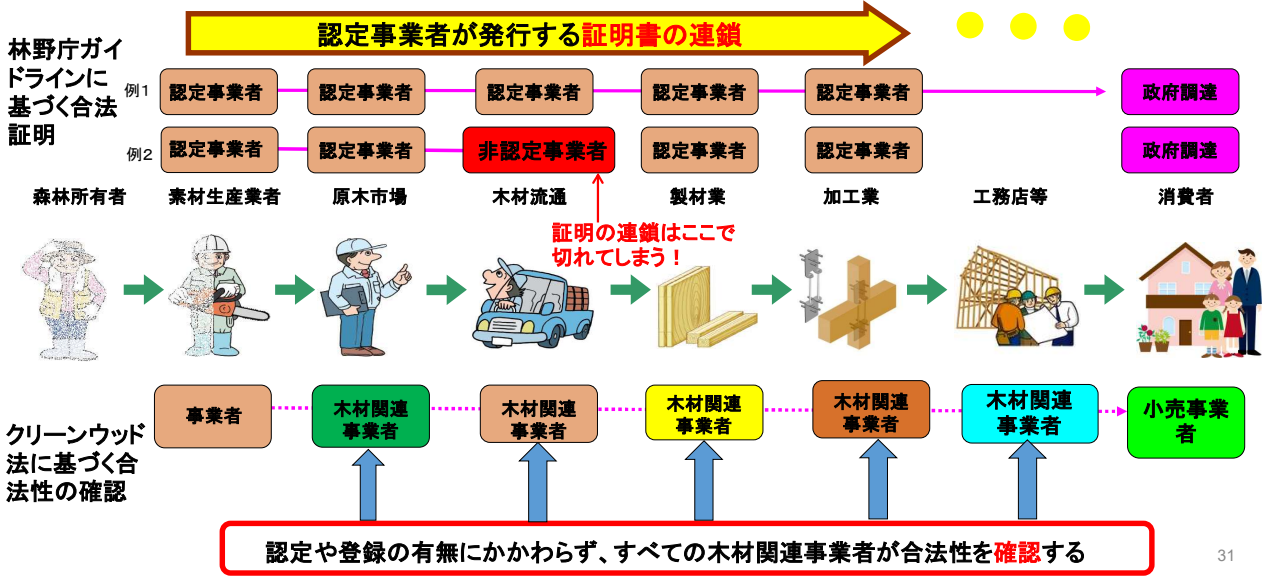 認定事業者が発行する証明書の連鎖
林野庁ガイ
ドラインに
基づく合法
証明
例1
認定事業者
認定事業者
認定事業者
認定事業者
認定事業者
政府調達
例2
認定事業者
認定事業者
非認定事業者
認定事業者
認定事業者
政府調達
森林所有者
素材生産業者
原木市場
木材流通
製材業
加工業
工務店等
消費者
証明の連鎖はここで
切れてしまう！
クリーンウッド
法に基づく合
法性の確認
事業者
木材関連
事業者
木材関連
事業者
木材関連
事業者
木材関連
事業者
木材関連
事業者
小売事業
者
認定や登録の有無にかかわらず、すべての木材関連事業者が合法性を確認する
31